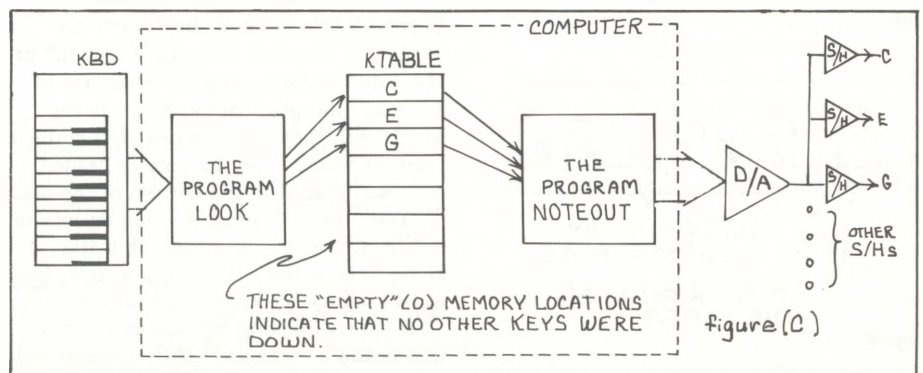 COMPUTER
KBD
KTABLE
C
E
G
THE
PROGRAM
LOOK
THE
PROGRAM
NOTEOUT
D/A
S/H
C
S/H
E
S/H
G
OTHER
S/Hs
THESE "EMPTY"(0) MEMORY LOCATIONS
INDICATE THAT NO OTHER KEYS WERE
DOWN.
figure (C)